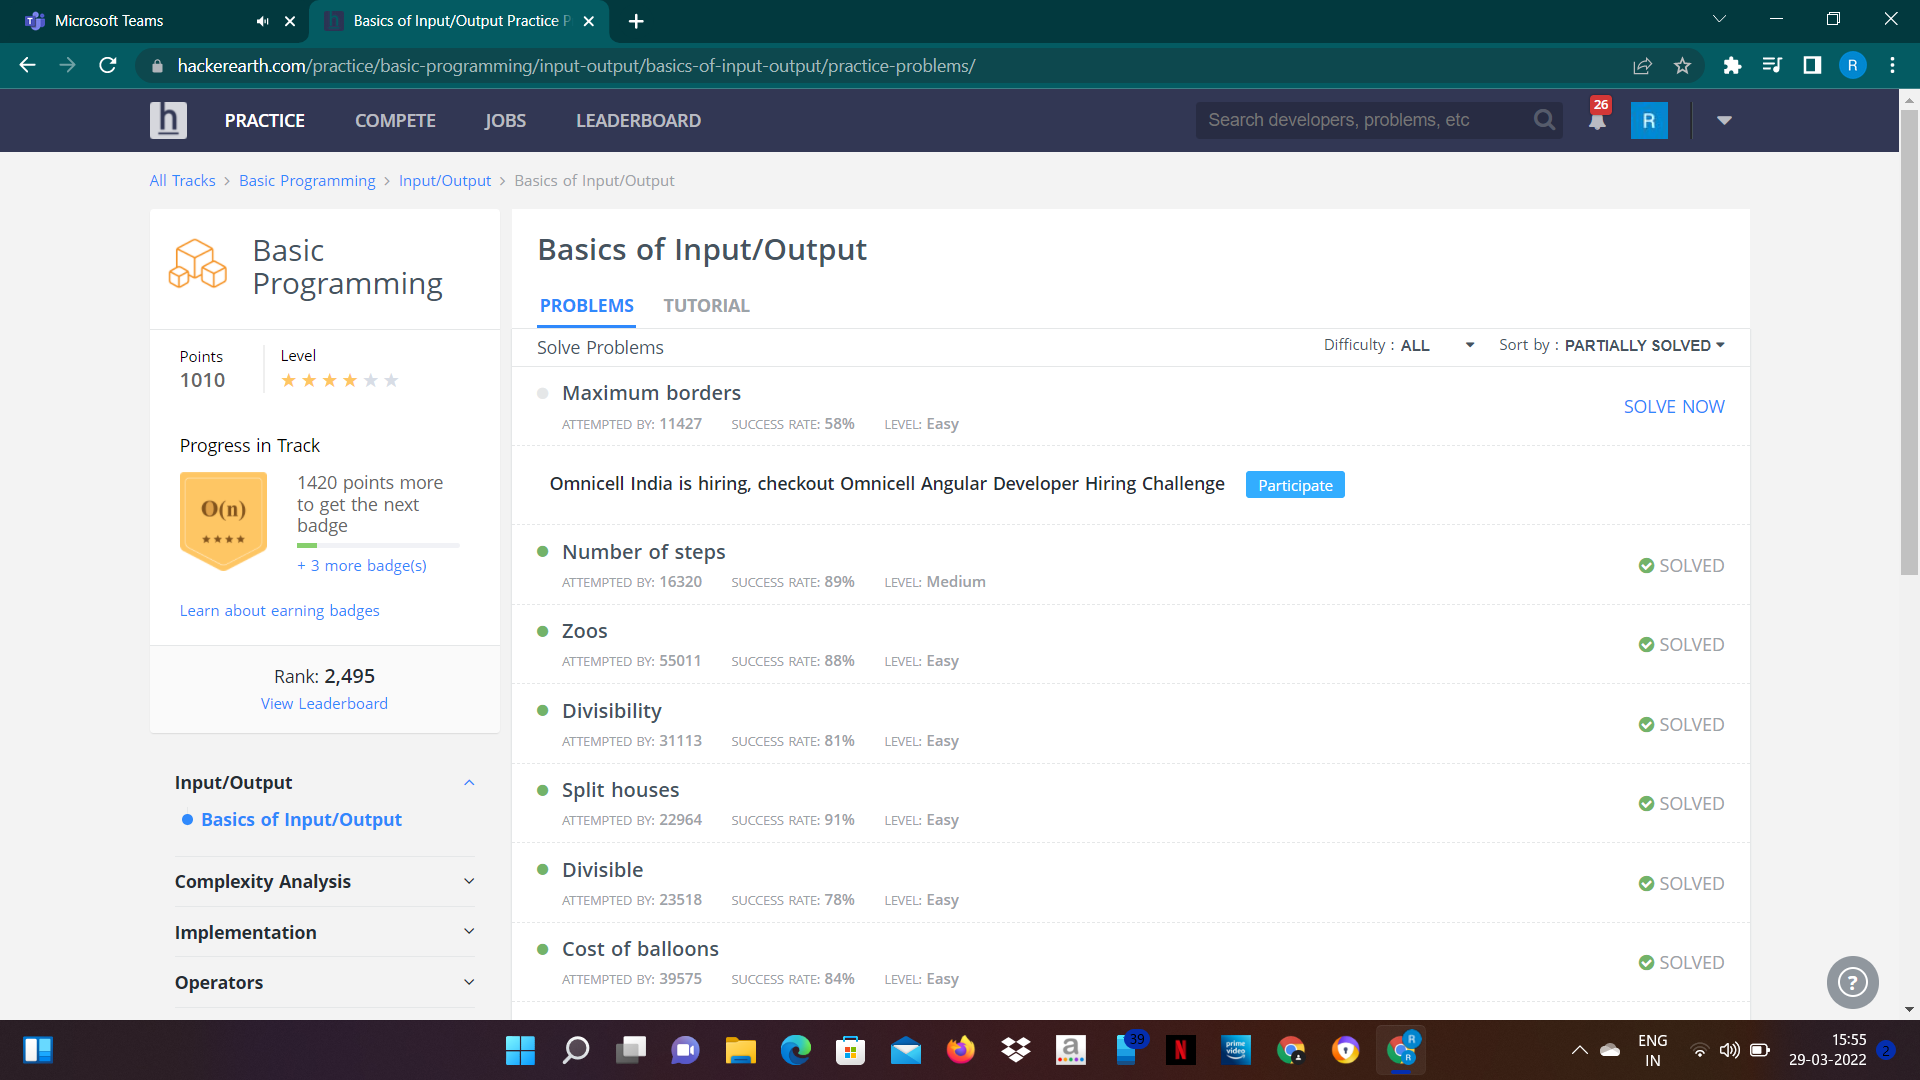 Microsoft Teams
Basics of Input/Output Practice P
hackerearth.com/practice/basic-programming/input-output/basics-of-input-output/practice-problems/
R
h
PRACTICE
COMPETE
JOBS
LEADERBOARD
Search developers, problems, etc
26
R
All Tracks > Basic Programming > Input/Output > Basics of Input/Output
Basic
Programming
Points
1010
Level
Progress in Track
O(n)
1420 points more
to get the next
badge
+ 3 more badge(s)
Learn about earning badges
Rank: 2,495
View Leaderboard
Input/Output
Basics of Input/Output
Complexity Analysis
Implementation
Operators
Basics of Input/Output
PROBLEMS
TUTORIAL
Solve Problems
Difficulty : ALL
Sort by : PARTIALLY SOLVED
Maximum borders
ATTEMPTED BY: 11427 SUCCESS RATE: 58% LEVEL: Easy
SOLVE NOW
Omnicell India is hiring, checkout Omnicell Angular Developer Hiring Challenge
Participate
Number of steps
ATTEMPTED BY: 16320 SUCCESS RATE: 89% LEVEL: Medium
SOLVED
Zoos
ATTEMPTED BY: 55011 SUCCESS RATE: 88% LEVEL: Easy
SOLVED
Divisibility
ATTEMPTED BY: 31113 SUCCESS RATE: 81% LEVEL: Easy
SOLVED
Split houses
ATTEMPTED BY: 22964 SUCCESS RATE: 91% LEVEL: Easy
SOLVED
Divisible
ATTEMPTED BY: 23518 SUCCESS RATE: 78% LEVEL: Easy
SOLVED
Cost of balloons
ATTEMPTED BY: 39575 SUCCESS RATE: 84% LEVEL: Easy
SOLVED
?
a
39
N
prime
video
R
R
ENG
IN
15:55
29-03-2022
2